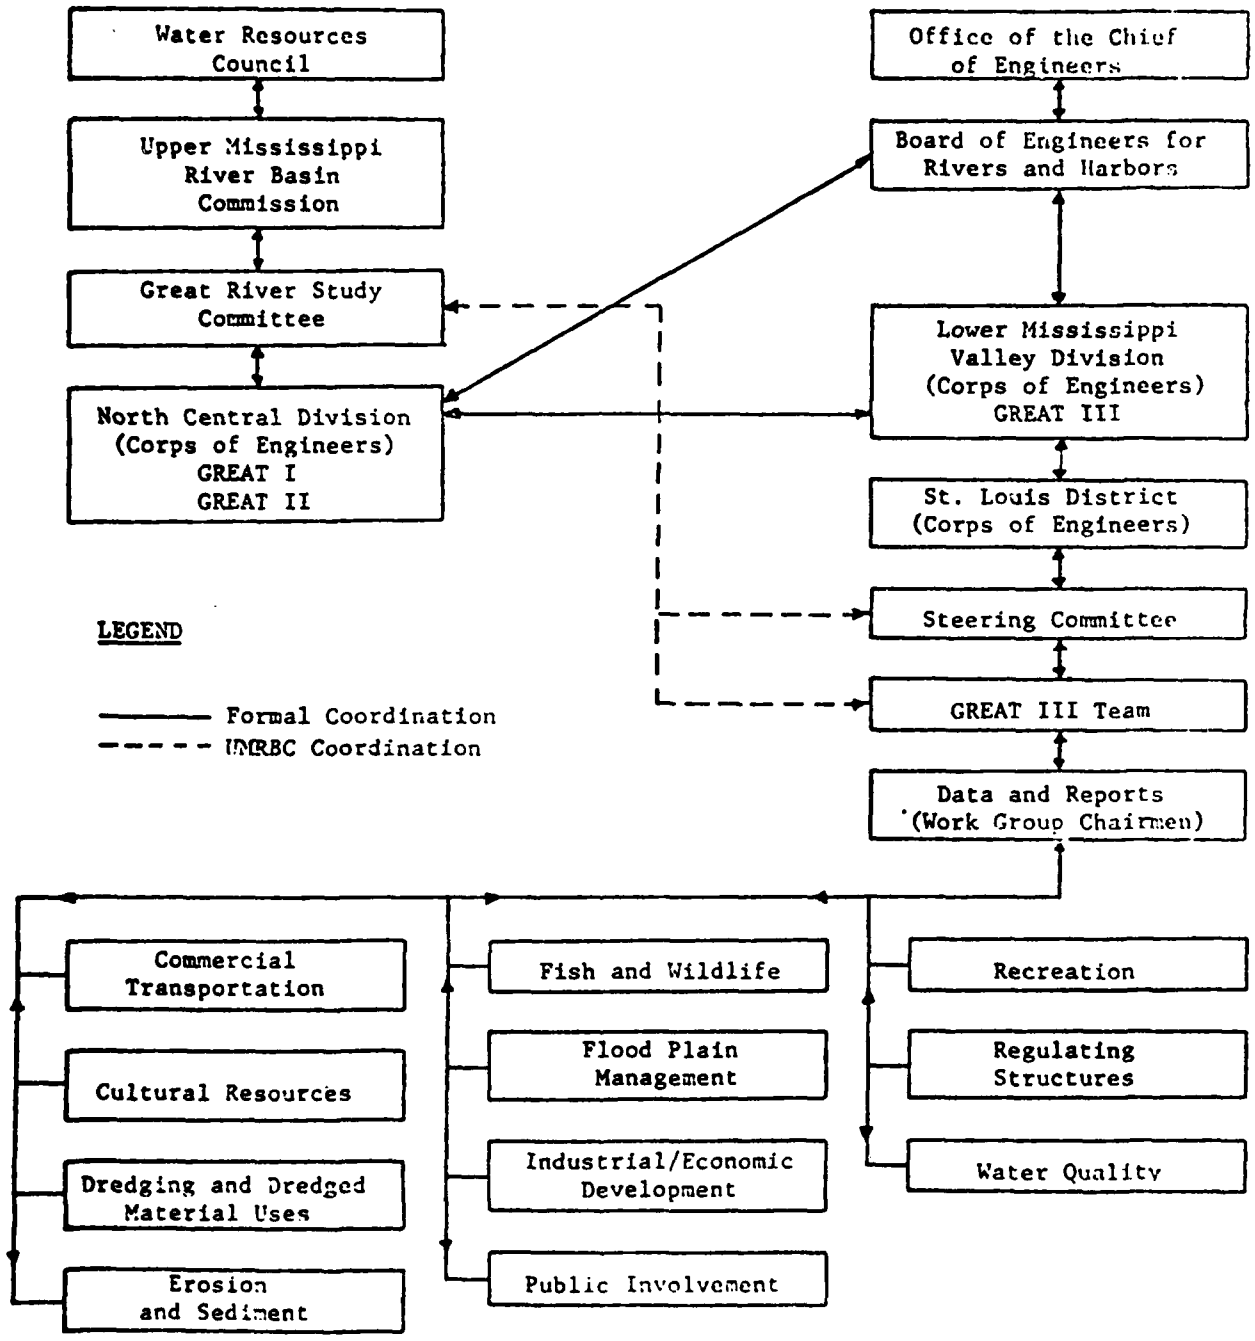 Water Resources
Council
Upper Mississippi
River Basin
Commission
Great River Study
Committee
North Central Division
(Corps of Engineers)
GREAT I
GREAT II
Office of the Chief
of Engineers
Board of Engineers for
Rivers and Harbors
Lower Mississippi
Valley Division
(Corps of Engineers)
GREAT III
St. Louis District
(Corps of Engineers)
Steering Committee
GREAT III Team
Data and Reports
(Work Group Chairmen)
LEGEND
Formal Coordination
UMRBC Coordination
Commercial
Transportation
Cultural Resources
Dredging and Dredged
Material Uses
Erosion
and Sediment
Fish and Wildlife
Flood Plain
Management
Industrial/Economic
Development
Public Involvement
Recreation
Regulating
Structures
Water Quality